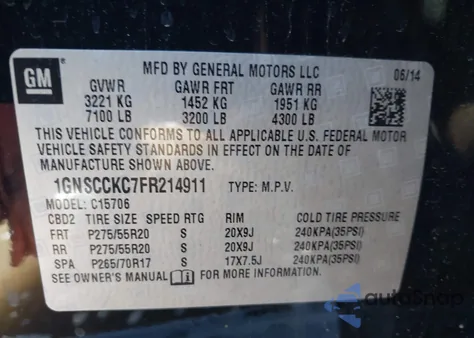 GM
MFD BY GENERAL MOTORS LLC 06/14
GVWR GAWR FRT GAWR RR
3221 KG 1452 KG 1951 KG
7100 LB 3200 LB 4300 LB
THIS VEHICLE CONFORMS TO ALL APPLICABLE U.S. FEDERAL MOTOR
VEHICLE SAFETY STANDARDS IN EFFECT ON THE DATE OF
MANUFACTURE SHOWN ABOVE.
1GNSCCKC7FR214911 TYPE: M.P.V.
MODEL: C15706
CBD2 TIRE SIZE SPEED RTG RIM COLD TIRE PRESSURE
FRT P275/55R20 S 20X9J 240KPA(35PSI)
RR P275/55R20 S 20X9J 240KPA(35PSI)
SPA P265/70R17 S 17X7.5J 240KPA(35PSI)
SEE OWNER'S MANUAL FOR MORE INFORMATION.
autoSnap